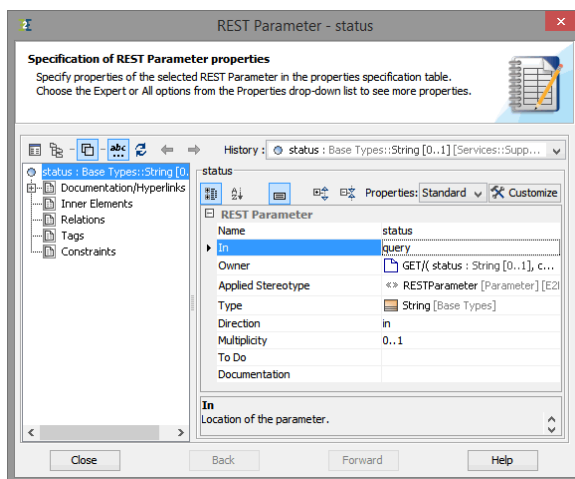 REST Parameter - status
Specification of REST Parameter properties
Specify properties of the selected REST Parameter in the properties specification table.
Choose the Expert or All options from the Properties drop-down list to see more properties.
History : status : Base Types::String [0..1] [Services::Supp...
status : Base Types::String [0.
Documentation/Hyperlinks
Inner Elements
Relations
Tags
Constraints
status
Properties: Standard Customize
REST Parameter
Name status
In query
Owner GET/( status : String [0..1], c...
Applied Stereotype «» RESTParameter [Parameter] [E2
Type String [Base Types]
Direction in
Multiplicity 0..1
To Do
Documentation
In
Location of the parameter.
Close Back Forward Help